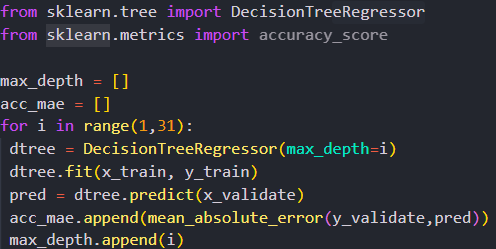 from sklearn.tree import DecisionTreeRegressor
from sklearn.metrics import accuracy_score

max_depth = []
acc_mae = []
for i in range(1,31):
 dtree = DecisionTreeRegressor(max_depth=i)
 dtree.fit(x_train, y_train)
 pred = dtree.predict(x_validate)
 acc_mae.append(mean_absolute_error(y_validate,pred))
 max_depth.append(i)